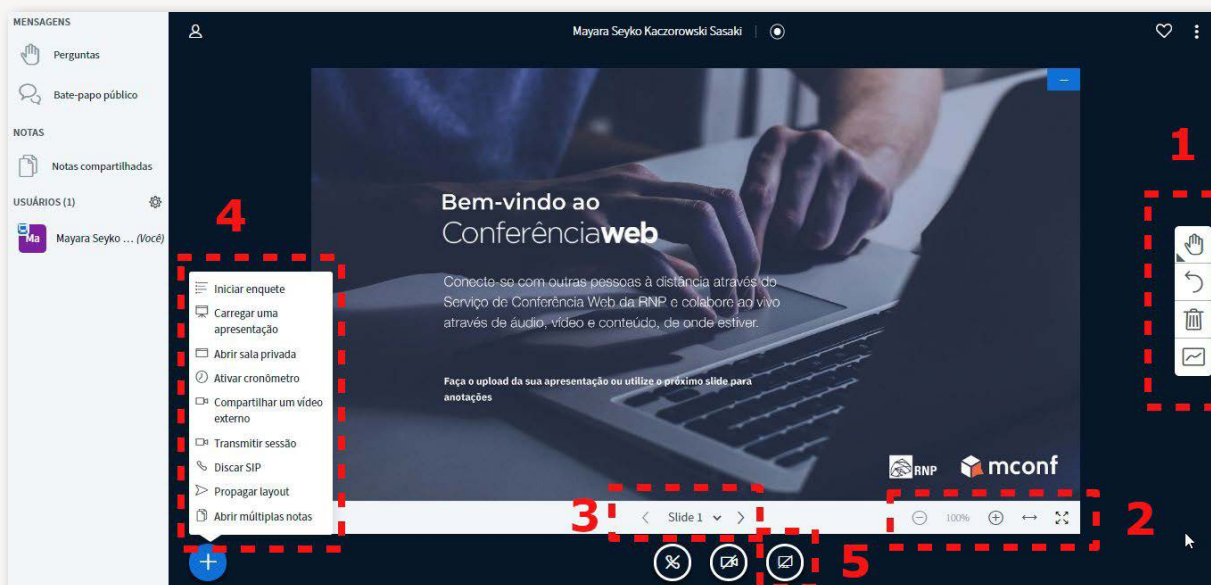 MENSAGENS
Perguntas
Bate-papo público
NOTAS
Notas compartilhadas
USUÁRIOS (1)
Ma
Mayara Seyko ... (Você)
Mayara Seyko Kaczorowski Sasaki
1
4
Iniciar enquete
Carregar uma
apresentação
Abrir sala privada
Ativar cronômetro
Compartilhar um vídeo
externo
Transmitir sessão
Discar SIP
Propagar layout
Abrir múltiplas notas
Bem-vindo ao
Conferênciaweb
Conecte-se com outras pessoas à distância através do
Serviço de Conferência Web da RNP e colabore ao vivo
através de áudio, vídeo e conteúdo, de onde estiver.
Faça o upload da sua apresentação ou utilize o próximo slide para
anotações
RNP
mconf
3
Slide 1
100%
2
5